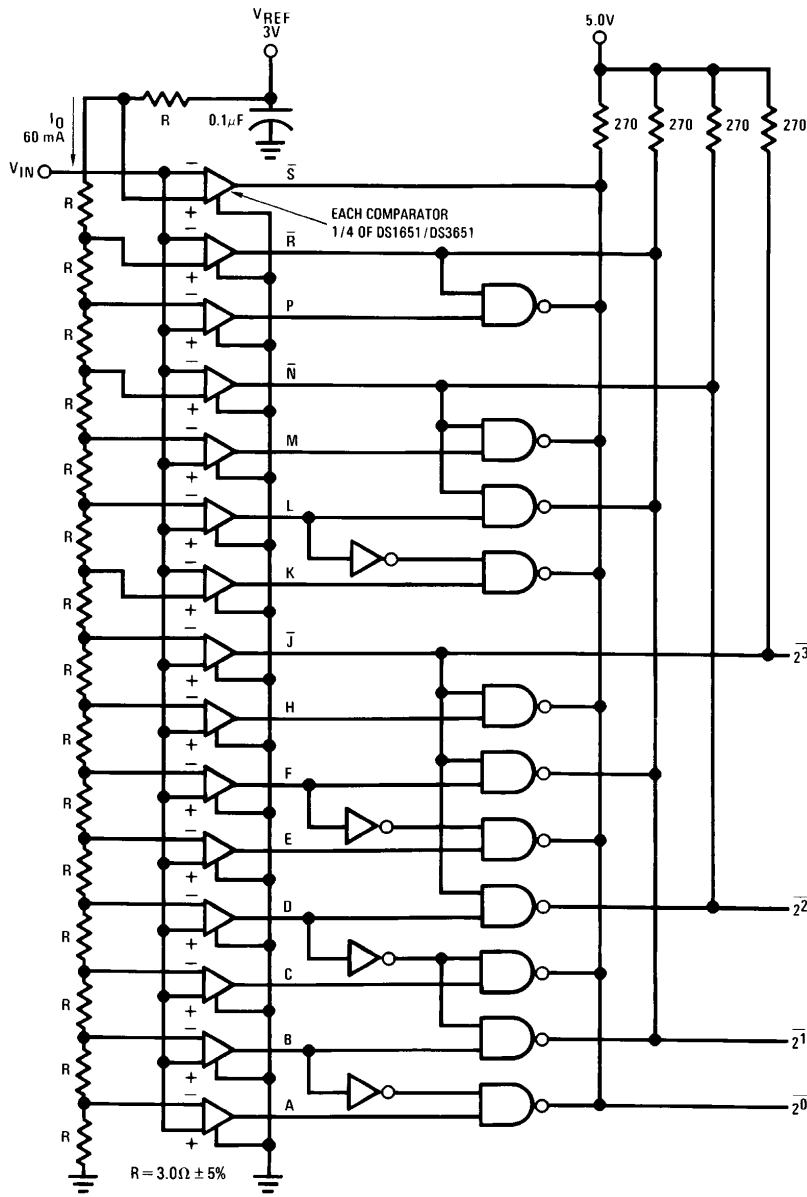 VREF
3V
5.0V
IO
60 mA
R
0.1µF
270
270
270
270
VIN
−
S̅
+
EACH COMPARATOR
1/4 OF DS1651/DS3651
R
−
R̅
+
R
−
P
+
R
−
N̅
+
R
−
M
+
R
−
L
+
R
−
K
+
R
−
J̅
+
2̅³̅
R
−
H
+
R
−
F
+
R
−
E
+
R
−
D
+
2̅²̅
R
−
C
+
R
−
B
+
2̅¹̅
R
−
A
+
2̅⁰̅
R
R = 3.0Ω ± 5%